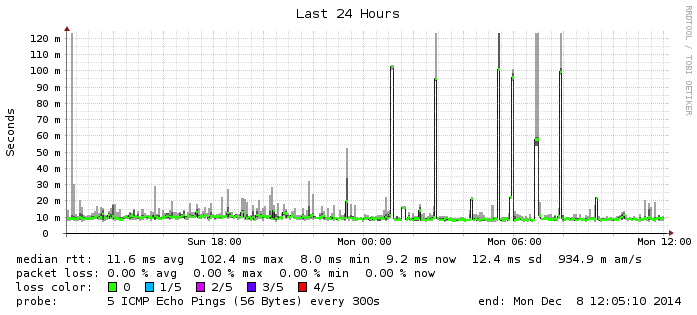 Last 24 Hours
RRDTOOL / TOBI OETIKER
Seconds
120 m
110 m
100 m
90 m
80 m
70 m
60 m
50 m
40 m
30 m
20 m
10 m
0
Sun 18:00 Mon 00:00 Mon 06:00 Mon 12:00
median rtt: 11.6 ms avg 102.4 ms max 8.0 ms min 9.2 ms now 12.4 ms sd 934.9 m am/s
packet loss: 0.00 % avg 0.00 % max 0.00 % min 0.00 % now
loss color: 0 1/5 2/5 3/5 4/5
probe: 5 ICMP Echo Pings (56 Bytes) every 300s end: Mon Dec 8 12:05:10 2014